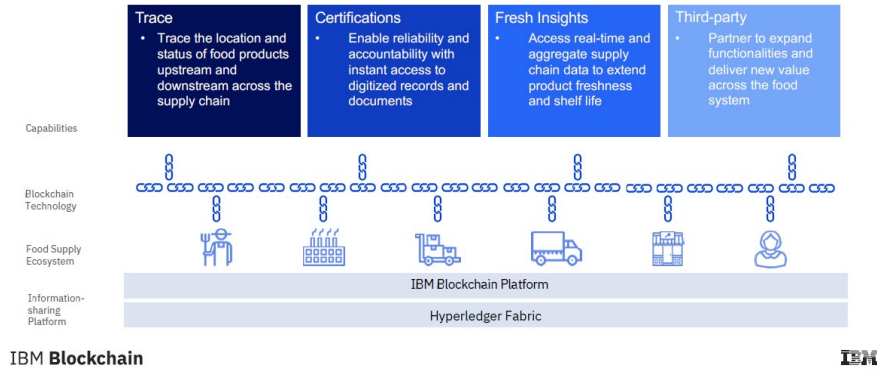 Trace
• Trace the location and
status of food products
upstream and
downstream across the
supply chain
Certifications
• Enable reliability and
accountability with
instant access to
digitized records and
documents
Fresh Insights
• Access real-time and
aggregate supply
chain data to extend
product freshness
and shelf life
Third-party
• Partner to expand
functionalities and
deliver new value
across the food
system
Capabilities
Blockchain
Technology
Food Supply
Ecosystem
Information-
sharing
Platform
IBM Blockchain Platform
Hyperledger Fabric
IBM Blockchain
IBM